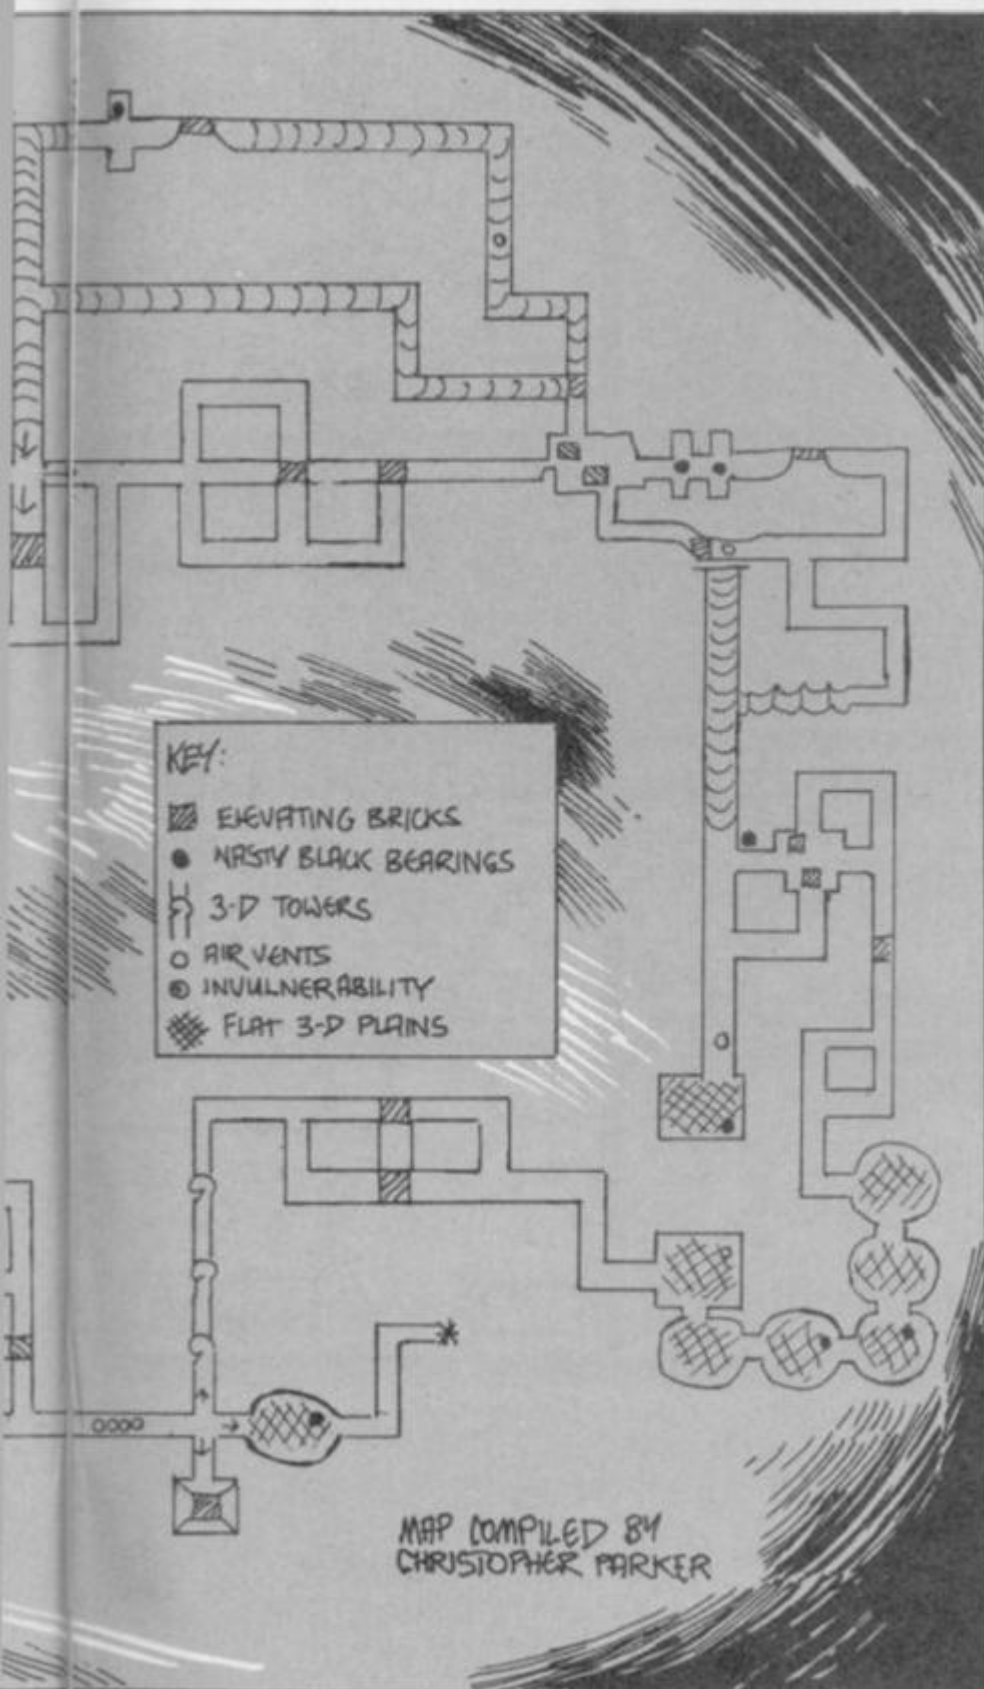 KEY:
ELEVATING BRICKS
NASTY BLACK BEARINGS
3-D TOWERS
AIR VENTS
INVULNERABILITY
FLAT 3-D PLAINS
MAP COMPILED BY
CHRISTOPHER PARKER